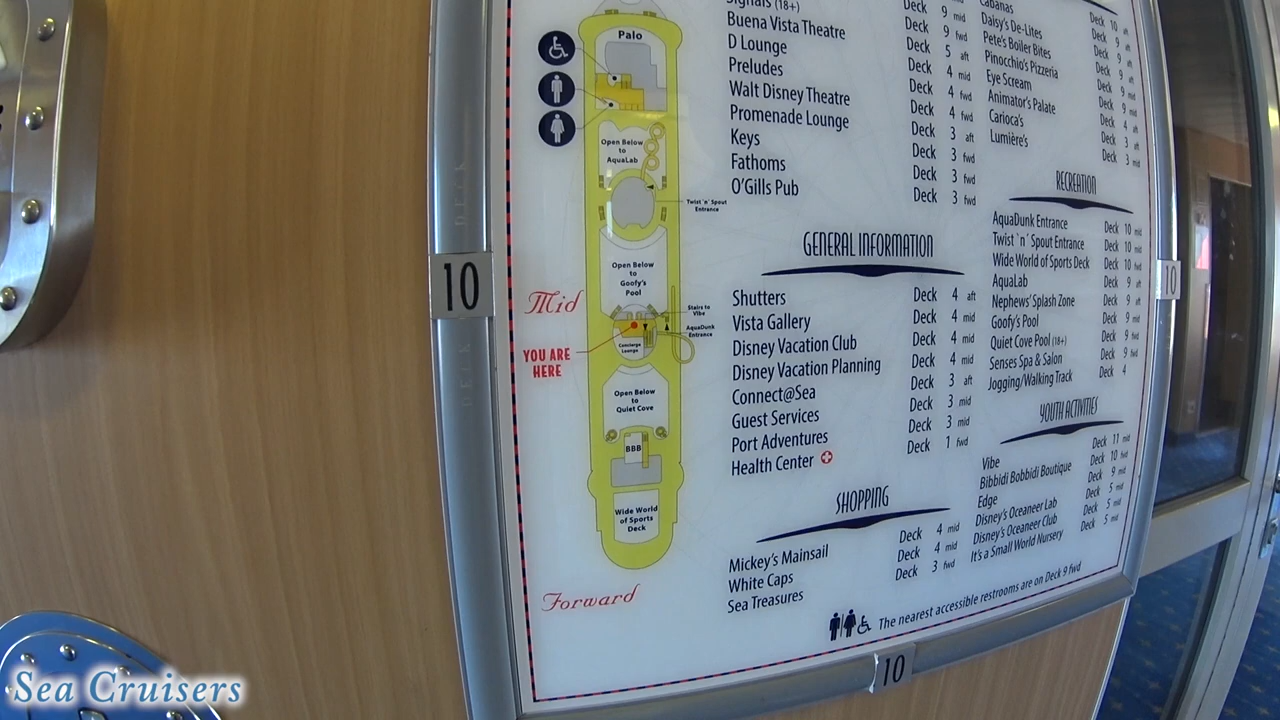 Palo
Open Below
to
AquaLab
Twist 'n' Spout
Entrance
Open Below
to
Goofy's
Pool
Mid
Stairs to
Vibe
AquaDunk
Entrance
YOU ARE
HERE
Concierge
Lounge
Open Below
to
Quiet Cove
BBB
Wide World
of Sports
Deck
Forward
Signals (18+) Deck 9 fwd
Buena Vista Theatre Deck 5 aft
D Lounge Deck 4 mid
Preludes Deck 4 fwd
Walt Disney Theatre Deck 4 fwd
Promenade Lounge Deck 3 aft
Keys Deck 3 fwd
Fathoms Deck 3 fwd
O'Gills Pub Deck 3 fwd
GENERAL INFORMATION
Shutters Deck 4 aft
Vista Gallery Deck 4 mid
Disney Vacation Club Deck 4 mid
Disney Vacation Planning Deck 4 mid
Connect@Sea Deck 3 aft
Guest Services Deck 3 mid
Port Adventures Deck 3 mid
Health Center Deck 1 fwd
SHOPPING
Mickey's Mainsail Deck 4 mid
White Caps Deck 4 mid
Sea Treasures Deck 3 fwd
Cabanas Deck
Daisy's De-Lites Deck 9 aft
Pete's Boiler Bites Deck 9 aft
Pinocchio's Pizzeria Deck 9 mid
Eye Scream Deck 9 mid
Animator's Palate Deck 4 aft
Carioca's Deck 3 aft
Lumière's Deck 3 mid
RECREATION
AquaDunk Entrance Deck 10 mid
Twist 'n' Spout Entrance Deck 10 mid
Wide World of Sports Deck Deck 10 fwd
AquaLab Deck 9 aft
Nephews' Splash Zone Deck 9 aft
Goofy's Pool Deck 9 mid
Quiet Cove Pool (18+) Deck 9 fwd
Senses Spa & Salon Deck 9 fwd
Jogging/Walking Track Deck 4
YOUTH ACTIVITIES
Vibe Deck 11 mid
Bibbidi Bobbidi Boutique Deck 10 fwd
Edge Deck 9 mid
Disney's Oceaneer Lab Deck 5 mid
Disney's Oceaneer Club Deck 5 mid
It's a Small World Nursery Deck 5 mid
The nearest accessible restrooms are on Deck 9 fwd
10
10
10
DECK
DECK
Sea Cruisers